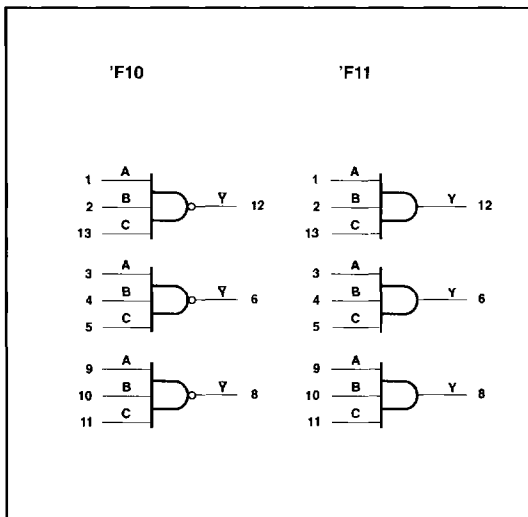 'F10 'F11
A A
1 1
B Y̅ B Y
2 12 2 12
C C
13 13
A A
3 3
B Y̅ B Y
4 6 4 6
C C
5 5
A A
9 9
B Y̅ B Y
10 8 10 8
C C
11 11